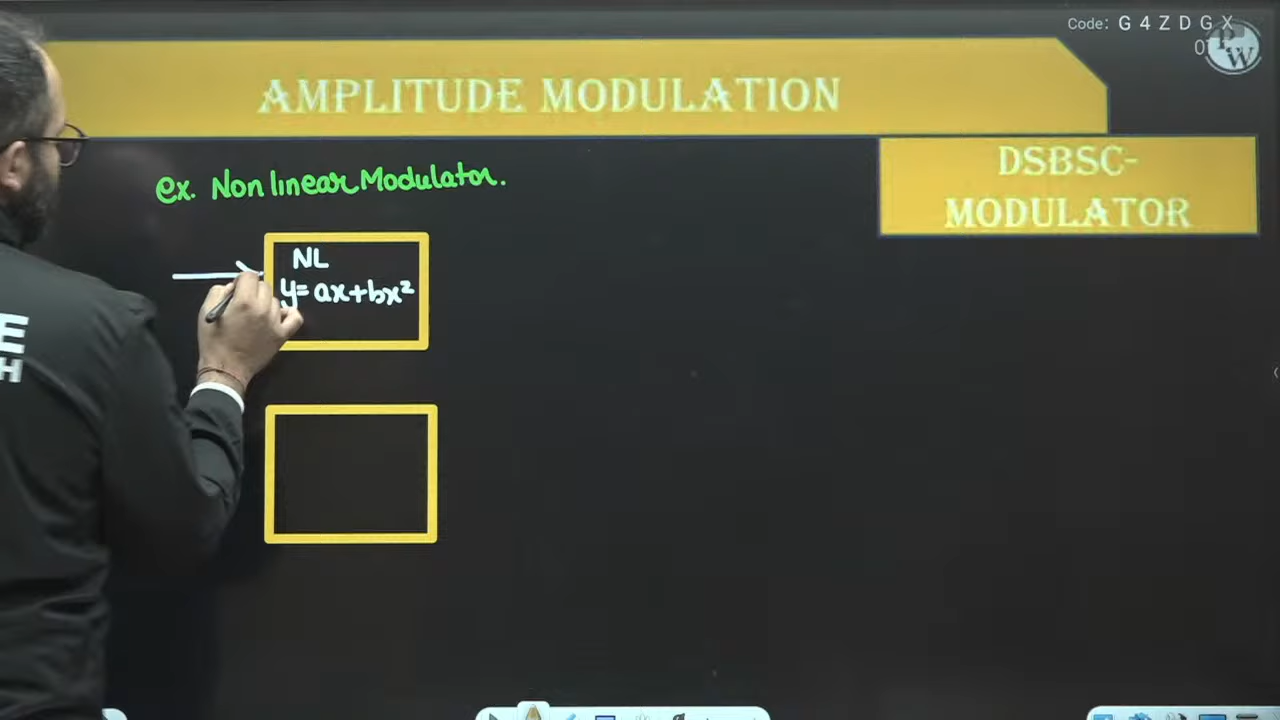 Code: G 4 Z D G X
AMPLITUDE MODULATION
DSBSC-
MODULATOR
ex. Non linear Modulator.
NL
y = ax + bx²
E
H